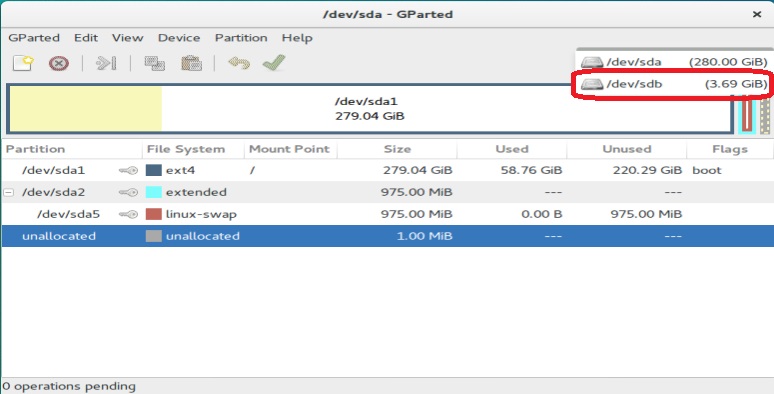 /dev/sda - GParted ×
GParted Edit View Device Partition Help
/dev/sda (280.00 GiB)
/dev/sdb (3.69 GiB)
/dev/sda1
279.04 GiB
Partition File System Mount Point Size Used Unused Flags
/dev/sda1 ext4 / 279.04 GiB 58.76 GiB 220.29 GiB boot
/dev/sda2 extended 975.00 MiB --- ---
/dev/sda5 linux-swap 975.00 MiB 0.00 B 975.00 MiB
unallocated unallocated 1.00 MiB --- ---
0 operations pending